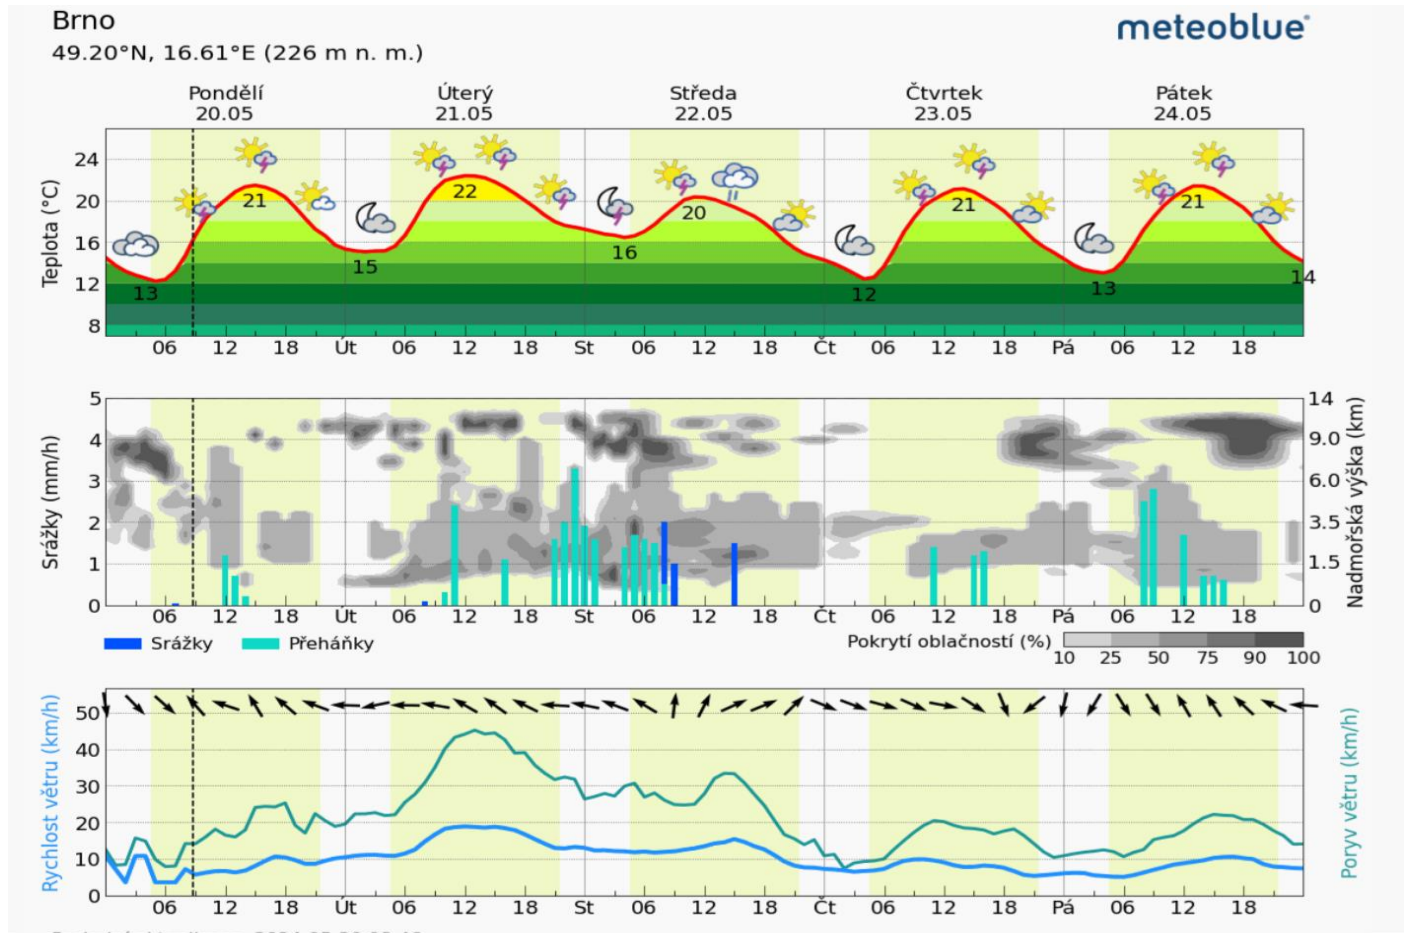 Brno
meteoblue
49.20°N, 16.61°E (226 m n. m.)
Pondělí Úterý Středa Čtvrtek Pátek
20.05 21.05 22.05 23.05 24.05
Teplota (°C)
24
20
16
12
8
21 22 20 21 21
13 15 16 12 13 14
06 12 18 Út 06 12 18 St 06 12 18 Čt 06 12 18 Pá 06 12 18
Srážky (mm/h)
5
4
3
2
1
0
14
9.0
6.0
3.5
1.5
0
Nadmořská výška (km)
06 12 18 Út 06 12 18 St 06 12 18 Čt 06 12 18 Pá 06 12 18
Srážky Přeháňky
Pokrytí oblačností (%)
10 25 50 75 90 100
Rychlost větru (km/h)
50
40
30
20
10
0
Pory větru (km/h)
06 12 18 Út 06 12 18 St 06 12 18 Čt 06 12 18 Pá 06 12 18